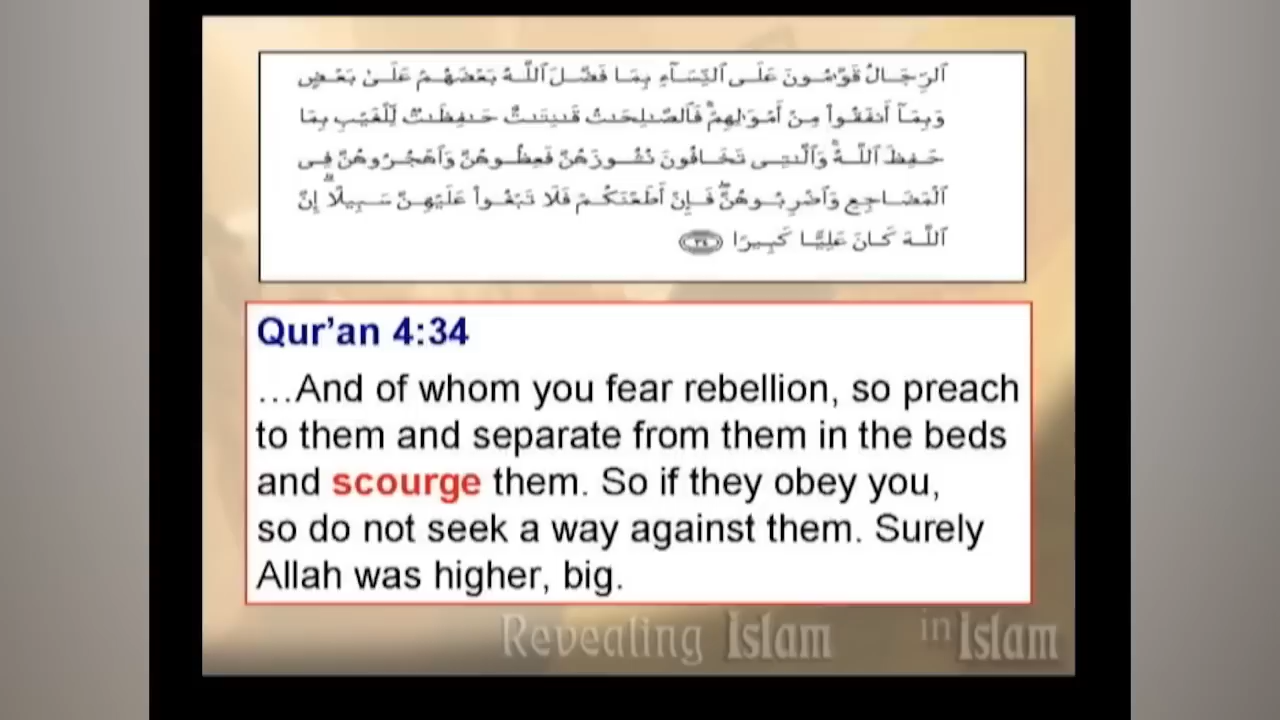 ٱلرِّجَالُ قَوَّٰمُونَ عَلَى ٱلنِّسَآءِ بِمَا فَضَّلَ ٱللَّهُ بَعْضَهُمْ عَلَىٰ بَعْضٍ
وَبِمَآ أَنفَقُوا۟ مِنْ أَمْوَٰلِهِمْ ۚ فَٱلصَّٰلِحَٰتُ قَٰنِتَٰتٌ حَٰفِظَٰتٌ لِّلْغَيْبِ بِمَا
حَفِظَ ٱللَّهُ ۚ وَٱلَّٰتِى تَخَافُونَ نُشُوزَهُنَّ فَعِظُوهُنَّ وَٱهْجُرُوهُنَّ فِى
ٱلْمَضَاجِعِ وَٱضْرِبُوهُنَّ ۖ فَإِنْ أَطَعْنَكُمْ فَلَا تَبْغُوا۟ عَلَيْهِنَّ سَبِيلًا ۗ إِنَّ
ٱللَّهَ كَانَ عَلِيًّا كَبِيرًا ٣٤
Qur’an 4:34
…And of whom you fear rebellion, so preach
to them and separate from them in the beds
and scourge them. So if they obey you,
so do not seek a way against them. Surely
Allah was higher, big.
Revealing Islam in Islam